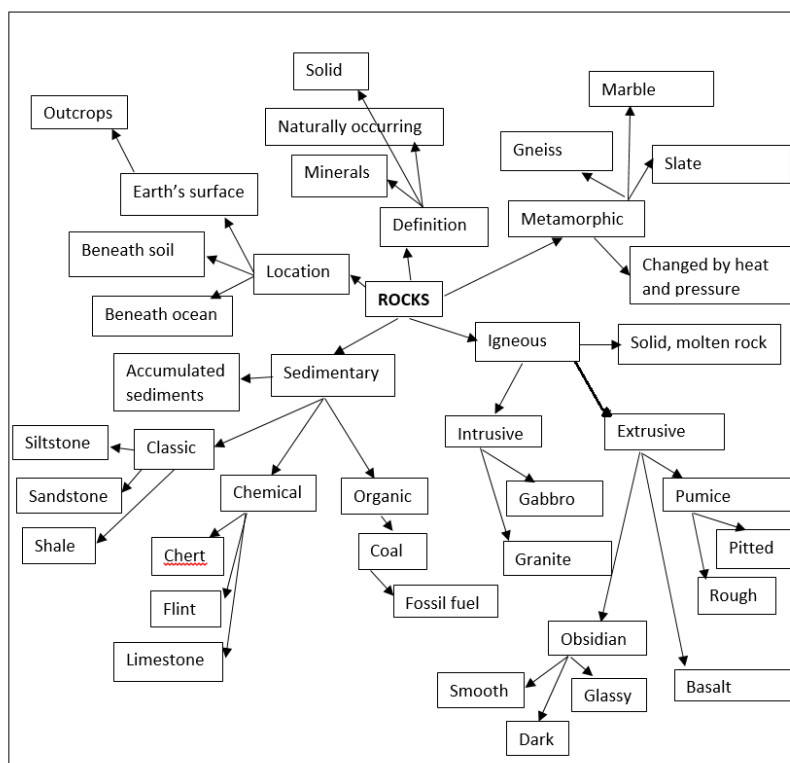 Solid
Marble
Outcrops
Naturally occurring
Gneiss
Slate
Minerals
Earth's surface
Definition
Metamorphic
Beneath soil
Location
Changed by heat
and pressure
ROCKS
Beneath ocean
Igneous
Solid, molten rock
Accumulated
sediments
Sedimentary
Siltstone
Classic
Intrusive
Extrusive
Sandstone
Chemical
Organic
Gabbro
Pumice
Shale
Chert
Coal
Granite
Pitted
Flint
Fossil fuel
Rough
Limestone
Obsidian
Smooth
Glassy
Basalt
Dark